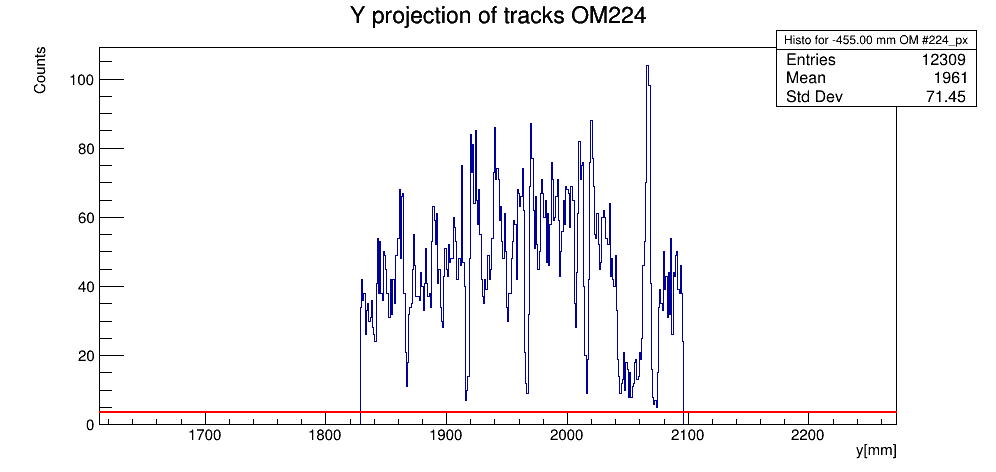 Y projection of tracks OM224
Histo for -455.00 mm OM #224_px
Entries 12309
Mean 1961
Std Dev 71.45
Counts
100
80
60
40
20
0
1700 1800 1900 2000 2100 2200
y[mm]